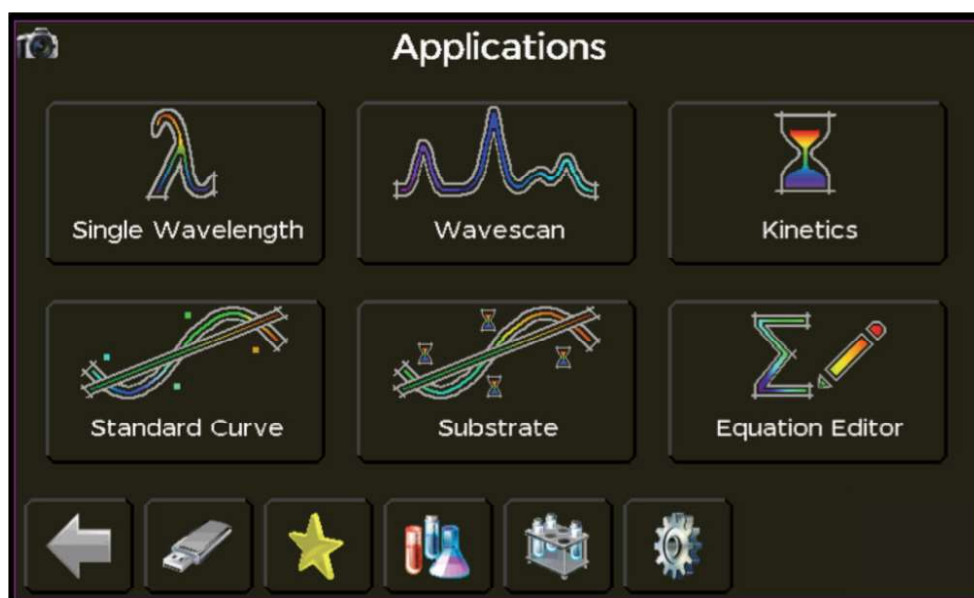 Applications
Single Wavelength
Wavescan
Kinetics
Standard Curve
Substrate
Equation Editor